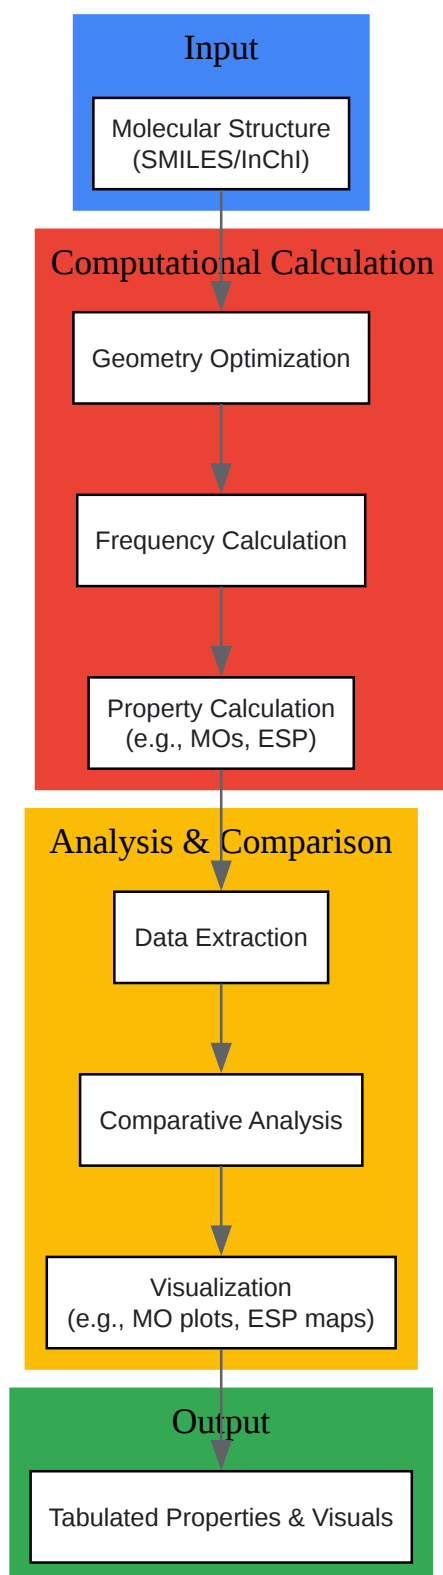 Input
Molecular Structure
(SMILES/InChI)
Computational Calculation
Geometry Optimization
Frequency Calculation
Property Calculation
(e.g., MOs, ESP)
Analysis & Comparison
Data Extraction
Comparative Analysis
Visualization
(e.g., MO plots, ESP maps)
Output
Tabulated Properties & Visuals